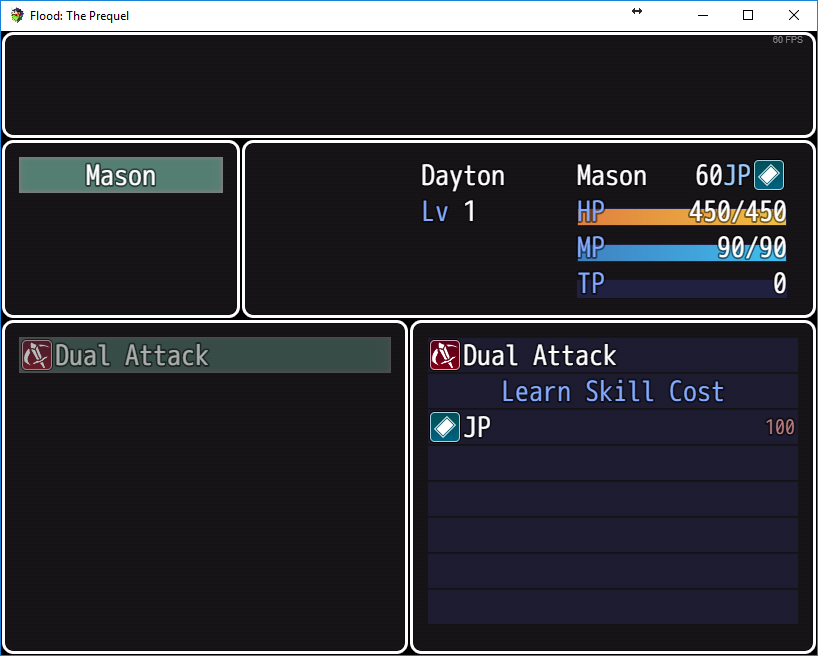 Flood: The Prequel
60 FPS
Mason
Dayton Mason 60JP
Lv 1 HP 450/450
MP 90/90
TP 0
Dual Attack
Dual Attack
Learn Skill Cost
JP 100